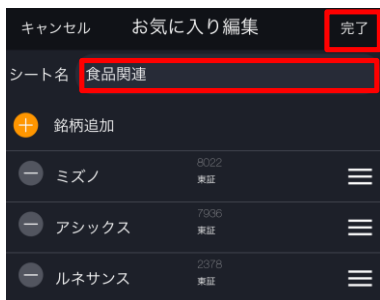 キャンセル お気に入り編集 完了
シート名 食品関連
銘柄追加
ミズノ 8022 東証
アシックス 7936 東証
ルネサンス 2378 東証